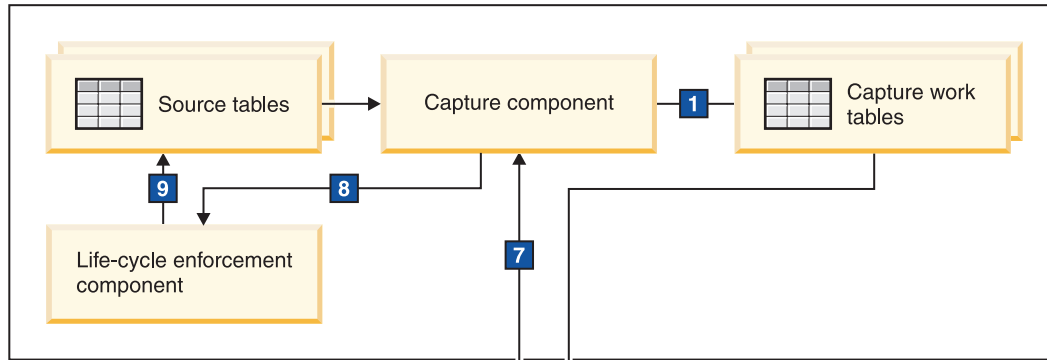 Source tables
Capture component
1
Capture work
tables
9
8
7
Life-cycle enforcement
component